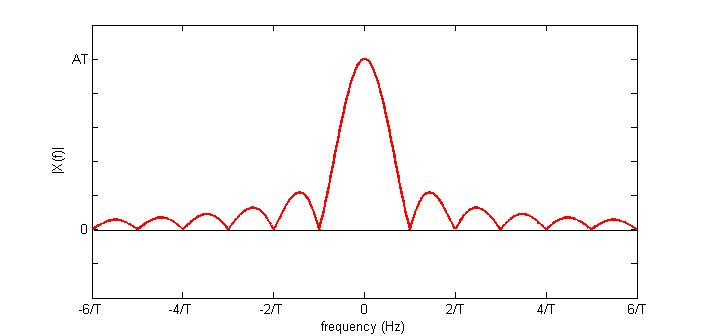 AT
|X(f)|
0
-6/T -4/T -2/T 0 2/T 4/T 6/T
frequency (Hz)